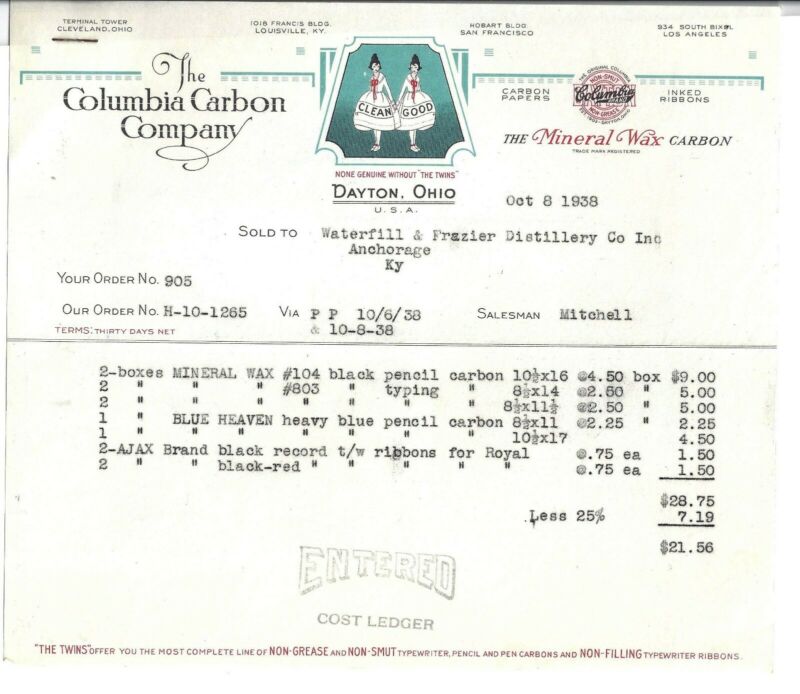 TERMINAL TOWER
CLEVELAND, OHIO
1018 FRANCIS BLDG.
LOUISVILLE, KY.
HOBART BLDG.
SAN FRANCISCO
934 SOUTH BIXEL
LOS ANGELES
The
Columbia Carbon
Company
CLEAN GOOD
NONE GENUINE WITHOUT "THE TWINS"
DAYTON, OHIO
U.S.A.
CARBON
PAPERS
THE ORIGINAL COLUMBIA
NON-SMUT
Columbia
NON-GREASE
INKED
RIBBONS
THE Mineral Wax CARBON
TRADE MARK REGISTERED
Oct 8 1938
SOLD TO Waterfill & Frazier Distillery Co Inc
Anchorage
Ky
YOUR ORDER NO. 905
OUR ORDER NO. H-10-1265 VIA P P 10/6/38 SALESMAN Mitchell
TERMS: THIRTY DAYS NET & 10-8-38
2-boxes MINERAL WAX #104 black pencil carbon 10½x16 @4.50 box $9.00
2 " " " #803 " typing " 8½x14 @2.50 " 5.00
2 " " " " " " 8½x11½ @2.50 " 5.00
1 " BLUE HEAVEN heavy blue pencil carbon 8½x11 @2.25 " 2.25
1 " " " " " " " 10½x17 4.50
2-AJAX Brand black record t/w ribbons for Royal @.75 ea 1.50
2 " " black-red " " " " " @.75 ea 1.50
$28.75
Less 25% 7.19
$21.56
ENTERED
COST LEDGER
"THE TWINS" OFFER YOU THE MOST COMPLETE LINE OF NON-GREASE AND NON-SMUT TYPEWRITER, PENCIL AND PEN CARBONS AND NON-FILLING TYPEWRITER RIBBONS.